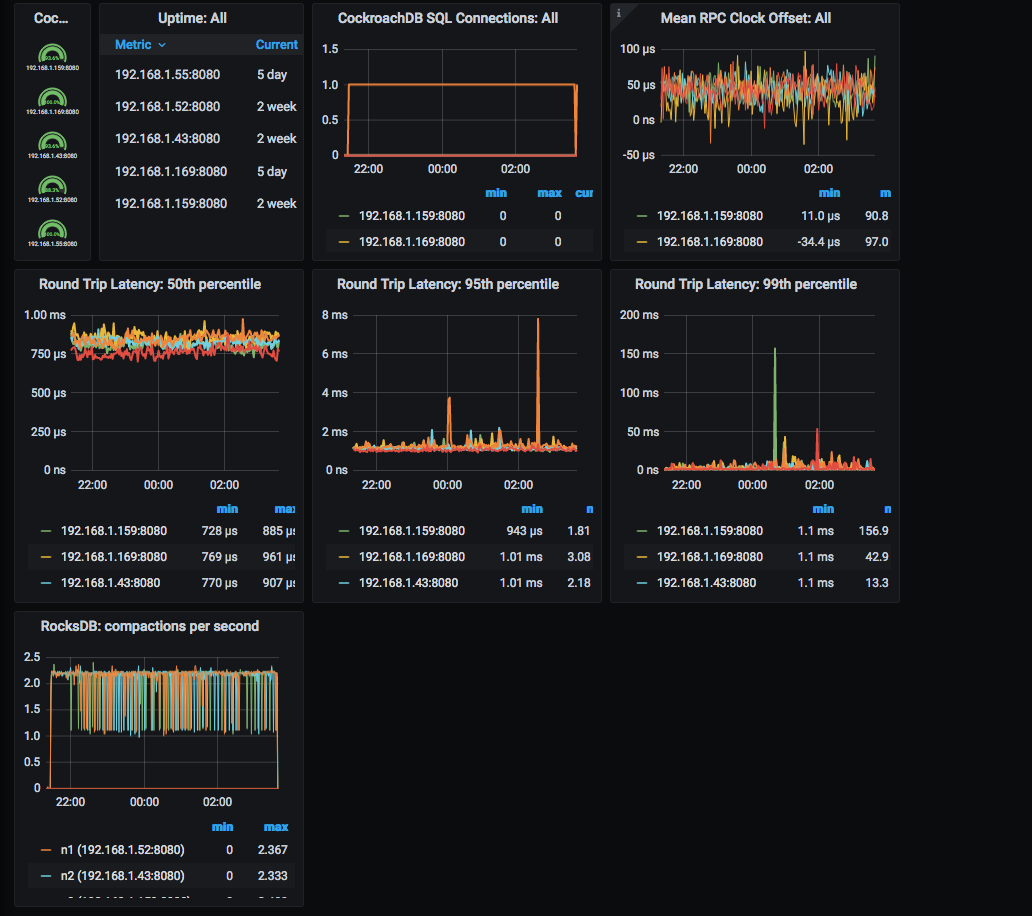 Coc...
93.6%
192.168.1.159:8080
100.0%
192.168.1.169:8080
93.6%
192.168.1.43:8080
88.3%
192.168.1.52:8080
100.0%
192.168.1.55:8080
Uptime: All
Metric Current
192.168.1.55:8080 5 day
192.168.1.52:8080 2 week
192.168.1.43:8080 2 week
192.168.1.169:8080 5 day
192.168.1.159:8080 2 week
CockroachDB SQL Connections: All
1.5
1.0
0.5
0
22:00 00:00 02:00
min max cur
192.168.1.159:8080 0 0
192.168.1.169:8080 0 0
i
Mean RPC Clock Offset: All
100 µs
50 µs
0 ns
-50 µs
22:00 00:00 02:00
min m
192.168.1.159:8080 11.0 µs 90.8
192.168.1.169:8080 -34.4 µs 97.0
Round Trip Latency: 50th percentile
1.00 ms
750 µs
500 µs
250 µs
0 ns
22:00 00:00 02:00
min max
192.168.1.159:8080 728 µs 885 µs
192.168.1.169:8080 769 µs 961 µs
192.168.1.43:8080 770 µs 907 µs
Round Trip Latency: 95th percentile
8 ms
6 ms
4 ms
2 ms
0 ns
22:00 00:00 02:00
min
192.168.1.159:8080 943 µs 1.81
192.168.1.169:8080 1.01 ms 3.08
192.168.1.43:8080 1.01 ms 2.18
Round Trip Latency: 99th percentile
200 ms
150 ms
100 ms
50 ms
0 ns
22:00 00:00 02:00
min
192.168.1.159:8080 1.1 ms 156.9
192.168.1.169:8080 1.1 ms 42.9
192.168.1.43:8080 1.1 ms 13.3
RocksDB: compactions per second
2.5
2.0
1.5
1.0
0.5
0
22:00 00:00 02:00
min max
n1 (192.168.1.52:8080) 0 2.367
n2 (192.168.1.43:8080) 0 2.333